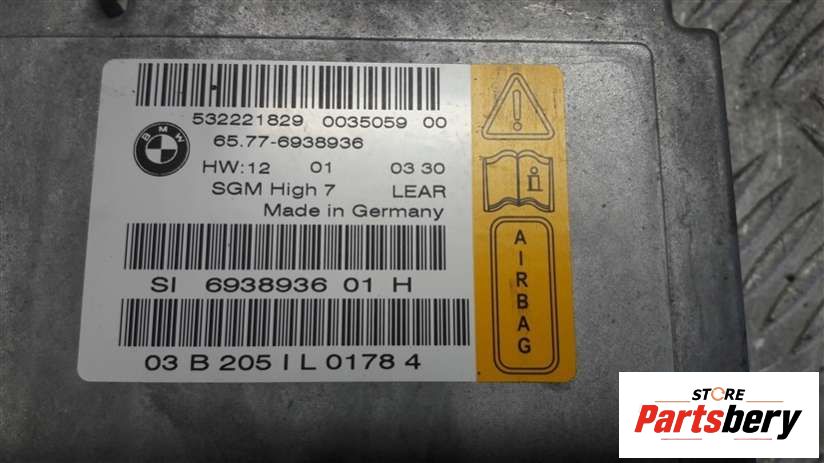 BMW
532221829 0035059 00
65.77-6938936
HW:12 01 03 30
SGM High 7 LEAR
Made in Germany
SI 6938936 01 H
03 B 205 I L 0178 4
AIRBAG
STORE
Partsbery